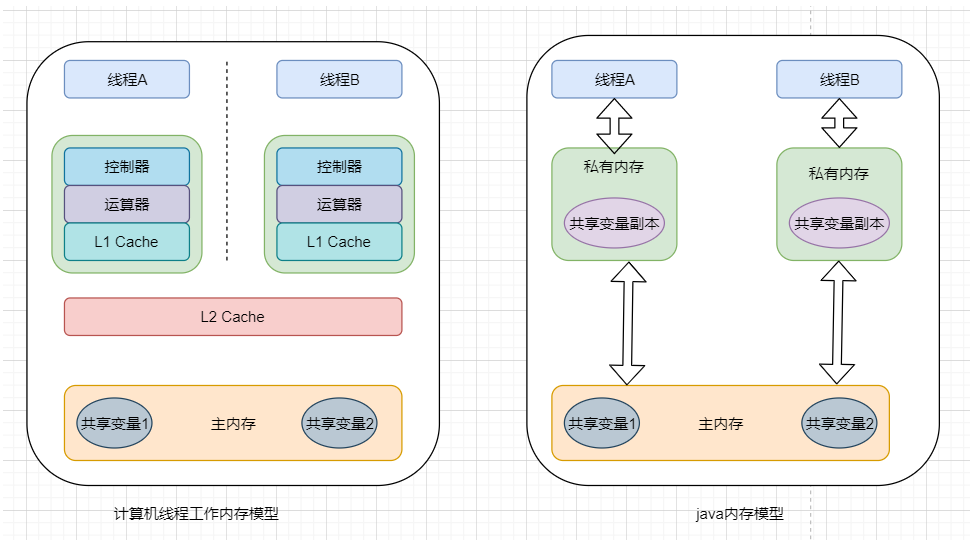 线程A
线程B
控制器
控制器
运算器
运算器
L1 Cache
L1 Cache
L2 Cache
共享变量1
主内存
共享变量2
计算机线程工作内存模型
线程A
线程B
私有内存
私有内存
共享变量副本
共享变量副本
共享变量1
主内存
共享变量2
java内存模型